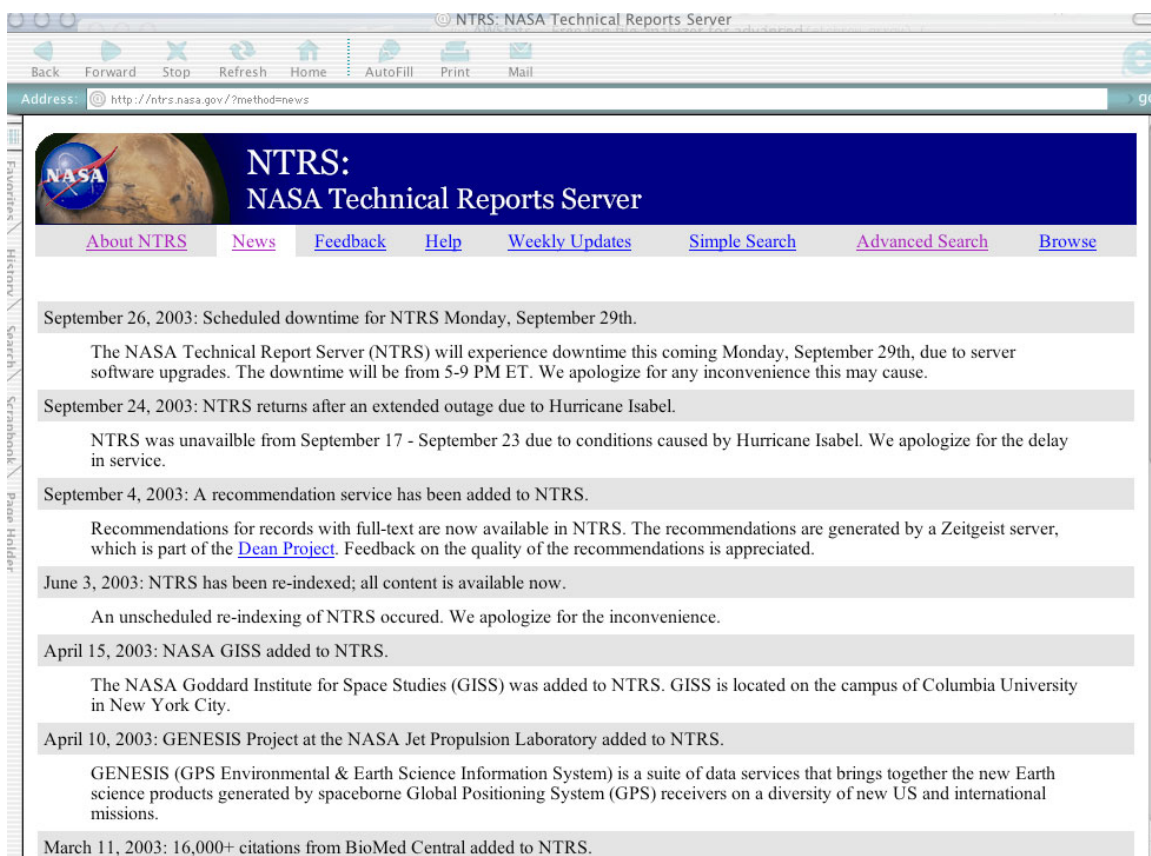 NTRS: NASA Technical Reports Server
Back Forward Stop Refresh Home AutoFill Print Mail
Address: http://ntrs.nasa.gov/?method=news go
Favorites
History
Search
Scrapbook
Page Holder
NASA
NTRS:
NASA Technical Reports Server
About NTRS News Feedback Help Weekly Updates Simple Search Advanced Search Browse
September 26, 2003: Scheduled downtime for NTRS Monday, September 29th.
The NASA Technical Report Server (NTRS) will experience downtime this coming Monday, September 29th, due to server
software upgrades. The downtime will be from 5-9 PM ET. We apologize for any inconvenience this may cause.
September 24, 2003: NTRS returns after an extended outage due to Hurricane Isabel.
NTRS was unavailble from September 17 - September 23 due to conditions caused by Hurricane Isabel. We apologize for the delay
in service.
September 4, 2003: A recommendation service has been added to NTRS.
Recommendations for records with full-text are now available in NTRS. The recommendations are generated by a Zeitgeist server,
which is part of the Dean Project. Feedback on the quality of the recommendations is appreciated.
June 3, 2003: NTRS has been re-indexed; all content is available now.
An unscheduled re-indexing of NTRS occured. We apologize for the inconvenience.
April 15, 2003: NASA GISS added to NTRS.
The NASA Goddard Institute for Space Studies (GISS) was added to NTRS. GISS is located on the campus of Columbia University
in New York City.
April 10, 2003: GENESIS Project at the NASA Jet Propulsion Laboratory added to NTRS.
GENESIS (GPS Environmental & Earth Science Information System) is a suite of data services that brings together the new Earth
science products generated by spaceborne Global Positioning System (GPS) receivers on a diversity of new US and international
missions.
March 11, 2003: 16,000+ citations from BioMed Central added to NTRS.